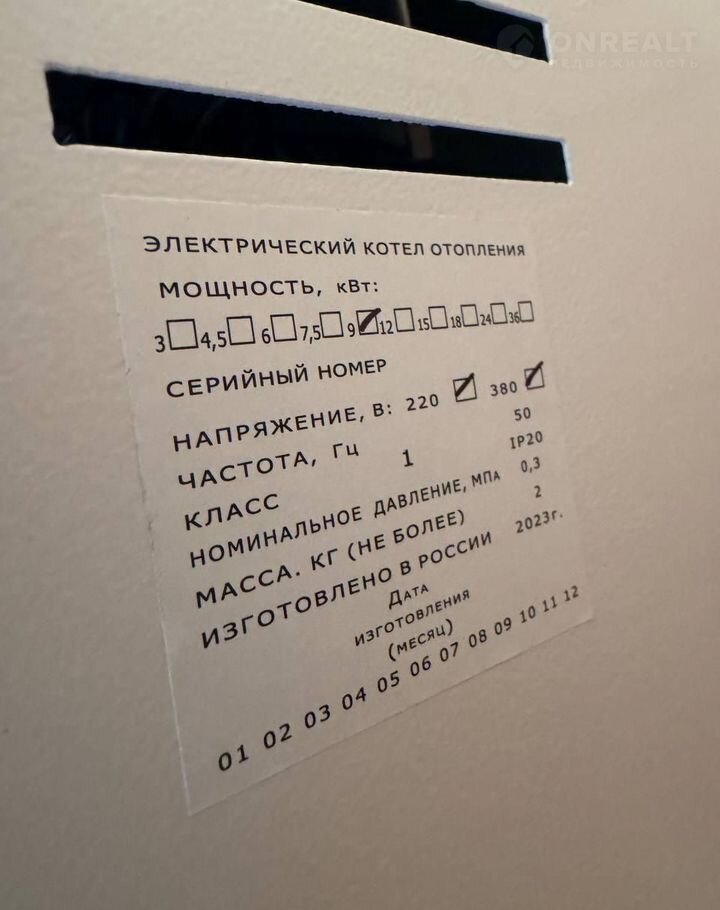 ONREALT
НЕДВИЖИМОСТЬ
ЭЛЕКТРИЧЕСКИЙ КОТЕЛ ОТОПЛЕНИЯ
МОЩНОСТЬ, кВт:
3 4,5 6 7,5 9 12 15 18 24 36
СЕРИЙНЫЙ НОМЕР
НАПРЯЖЕНИЕ, В: 220 380
ЧАСТОТА, Гц 50
КЛАСС 1 IP20
НОМИНАЛЬНОЕ ДАВЛЕНИЕ, МПА 0,3
МАССА. КГ (НЕ БОЛЕЕ) 2
ИЗГОТОВЛЕНО В РОССИИ 2023г.
ДАТА
ИЗГОТОВЛЕНИЯ
(МЕСЯЦ)
01 02 03 04 05 06 07 08 09 10 11 12